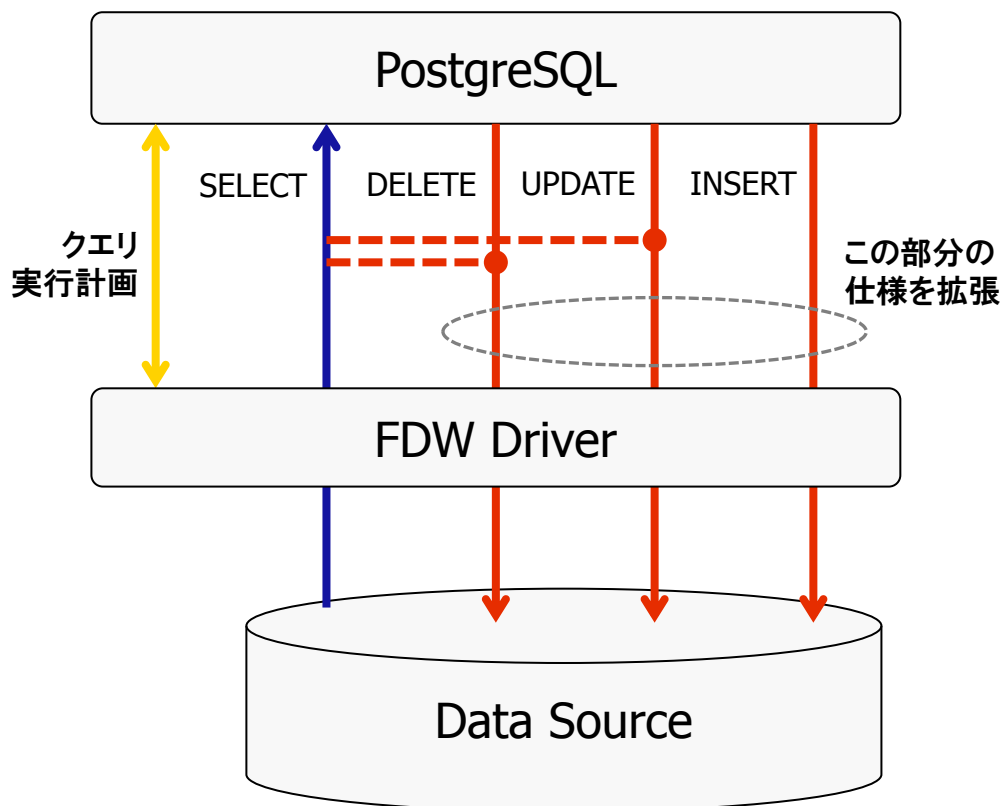 PostgreSQL
SELECT
DELETE
UPDATE
INSERT
クエリ
実行計画
この部分の
仕様を拡張
FDW Driver
Data Source